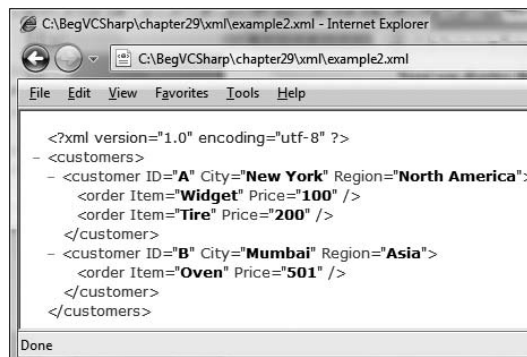 C:\BegVCSharp\chapter29\xml\example2.xml - Internet Explorer
C:\BegVCSharp\chapter29\xml\example2.xml
File Edit View Favorites Tools Help
<?xml version="1.0" encoding="utf-8" ?>
- <customers>
- <customer ID="A" City="New York" Region="North America">
<order Item="Widget" Price="100" />
<order Item="Tire" Price="200" />
</customer>
- <customer ID="B" City="Mumbai" Region="Asia">
<order Item="Oven" Price="501" />
</customer>
</customers>
Done